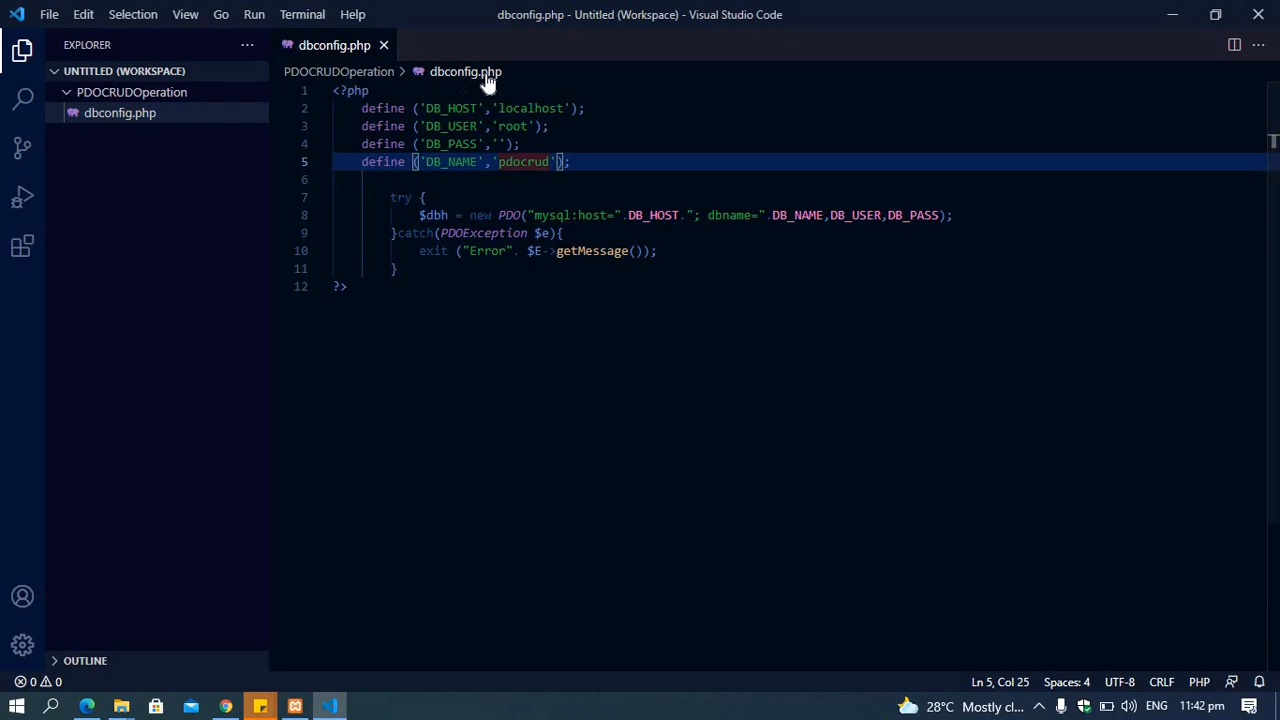 File Edit Selection View Go Run Terminal Help
dbconfig.php - Untitled (Workspace) - Visual Studio Code
EXPLORER
UNTITLED (WORKSPACE)
PDOCRUDOperation
dbconfig.php
OUTLINE
dbconfig.php
PDOCRUDOperation > dbconfig.php
1 <?php
2 define ('DB_HOST','localhost');
3 define ('DB_USER','root');
4 define ('DB_PASS','');
5 define ('DB_NAME','pdocrud');
6
7 try {
8 $dbh = new PDO("mysql:host=".DB_HOST."; dbname=".DB_NAME,DB_USER,DB_PASS);
9 }catch(PDOException $e){
10 exit ("Error". $E->getMessage());
11 }
12 ?>
0 0
Ln 5, Col 25 Spaces: 4 UTF-8 CRLF PHP
28°C Mostly cl... ENG 11:42 pm